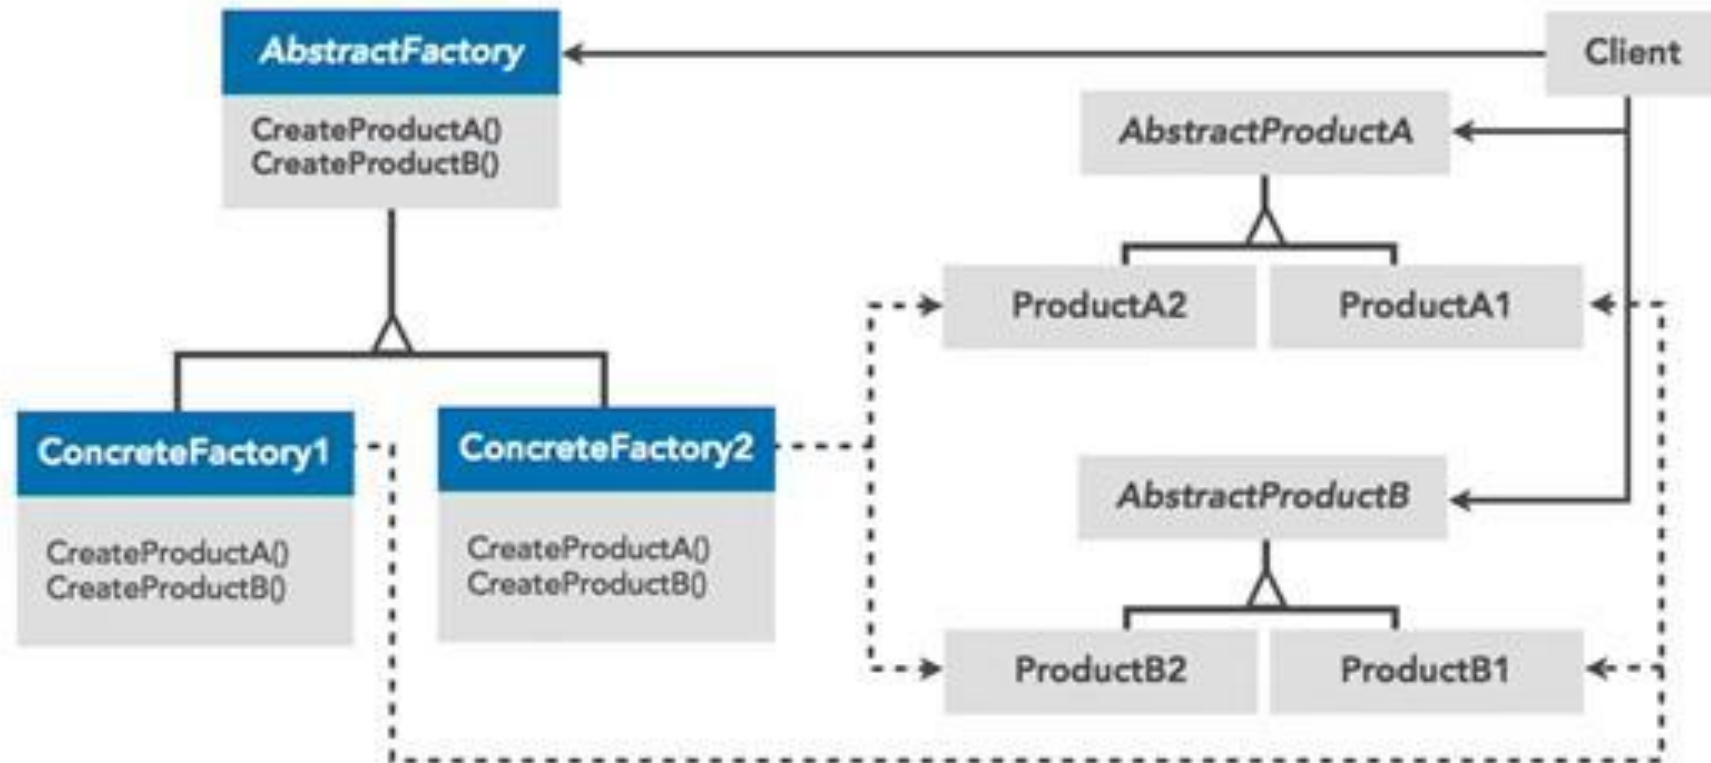 AbstractFactory
Client
CreateProductA()
CreateProductB()
AbstractProductA
ProductA2
ProductA1
ConcreteFactory1
ConcreteFactory2
CreateProductA()
CreateProductB()
CreateProductA()
CreateProductB()
AbstractProductB
ProductB2
ProductB1